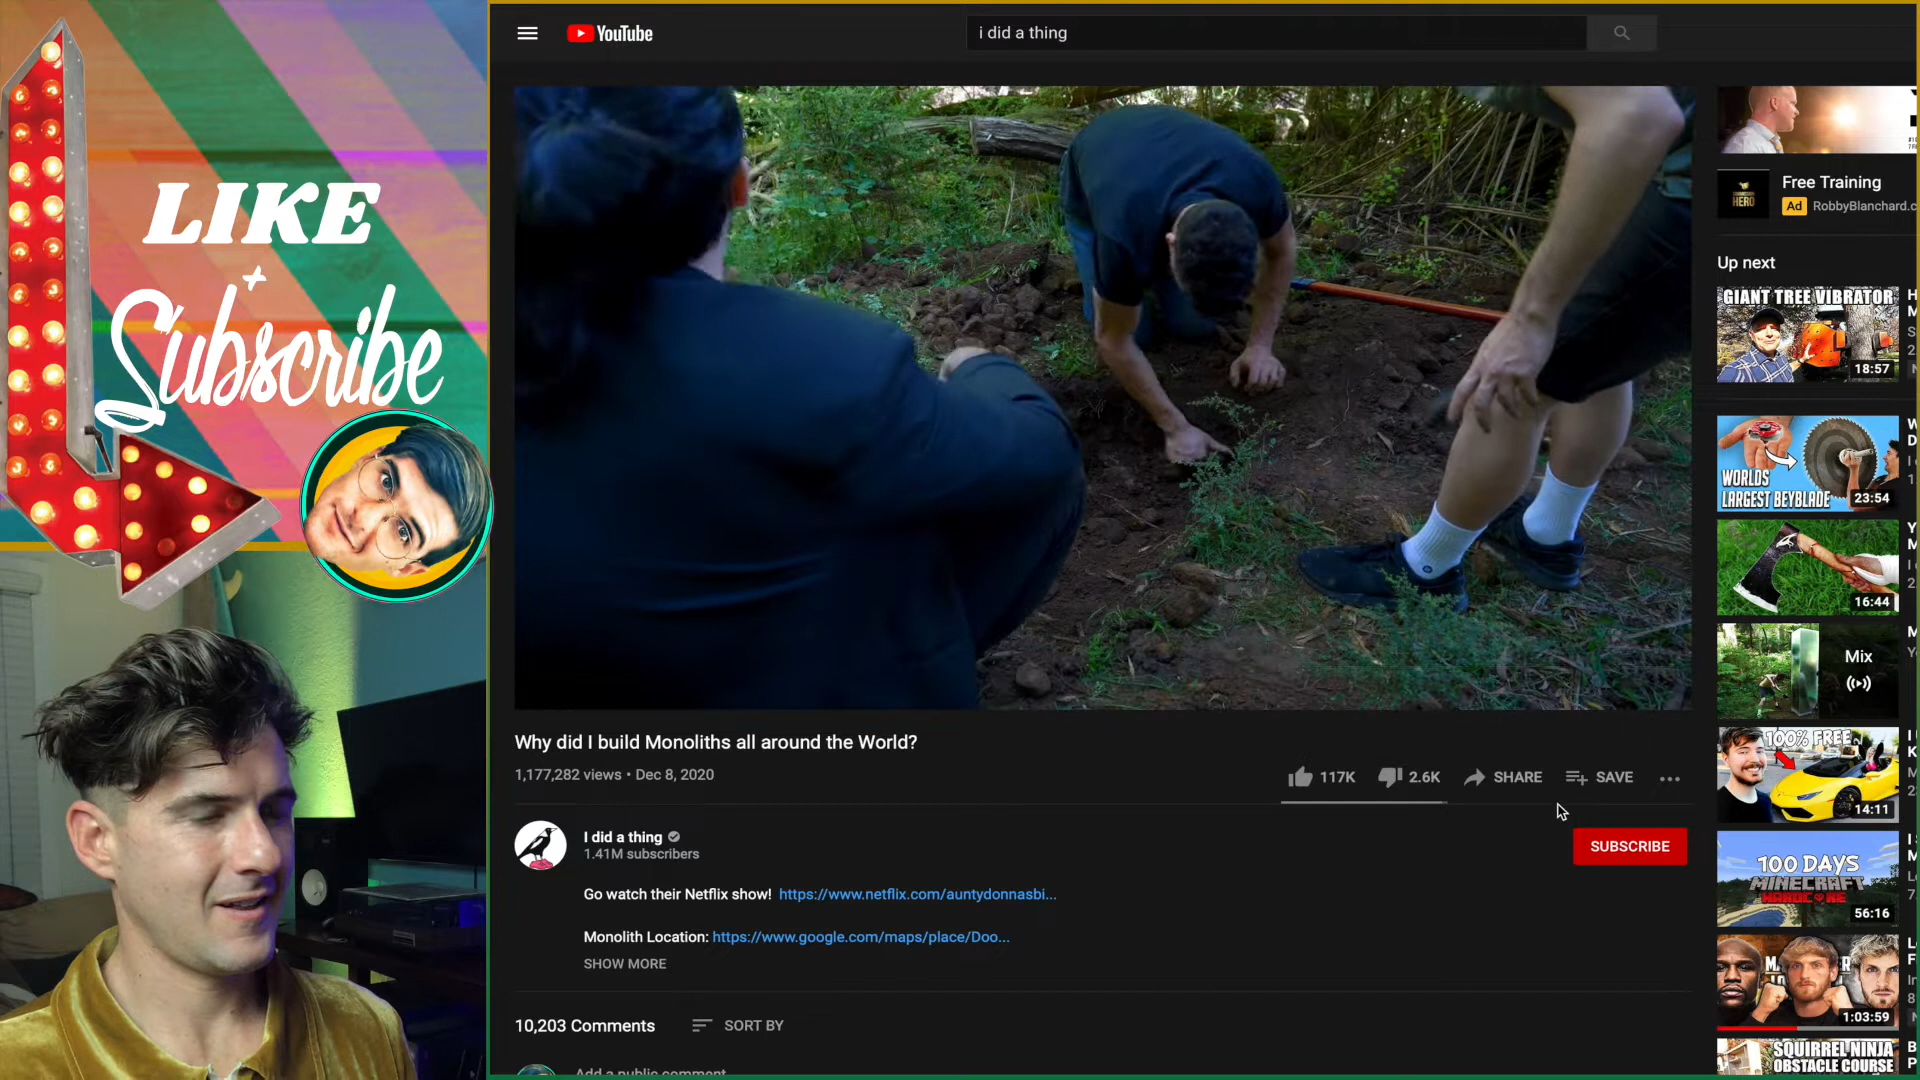 LIKE
+
Subscribe
YouTube
i did a thing
Free Training
Ad RobbyBlanchard.c
HERO
Up next
GIANT TREE VIBRATOR
18:57
WORLDS
LARGEST BEYBLADE
23:54
16:44
Mix
100% FREE
14:11
100 DAYS
MINECRAFT
HARDCORE
56:16
1:03:59
SQUIRREL NINJA
OBSTACLE COURSE
Why did I build Monoliths all around the World?
1,177,282 views • Dec 8, 2020
117K 2.6K SHARE SAVE
I did a thing
1.41M subscribers
SUBSCRIBE
Go watch their Netflix show! https://www.netflix.com/auntydonnasbi...
Monolith Location: https://www.google.com/maps/place/Doo...
SHOW MORE
10,203 Comments SORT BY
Add a public comment